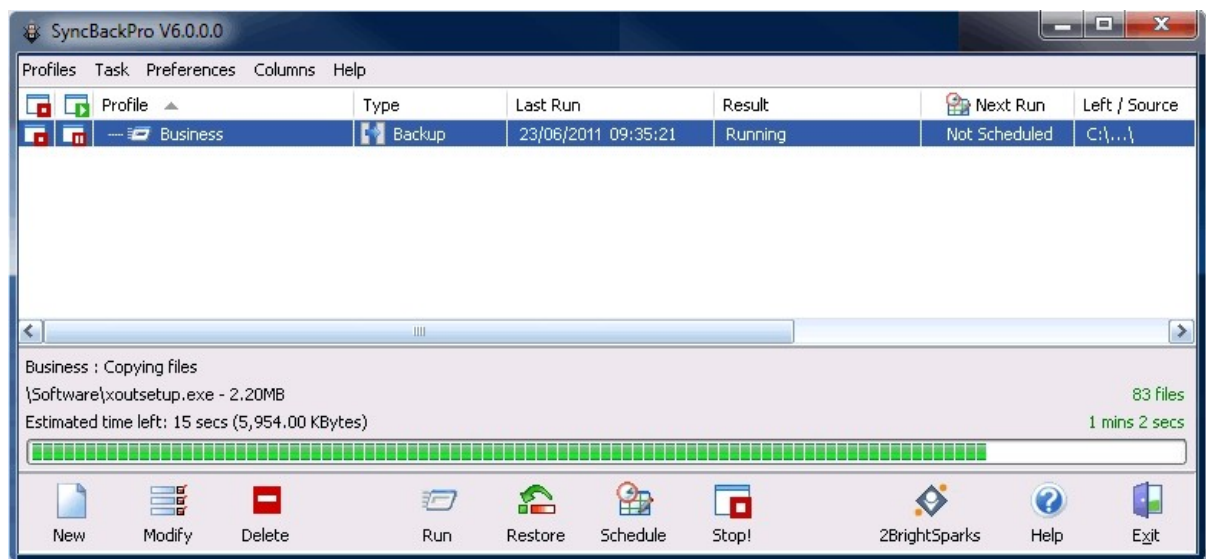 SyncBackPro V6.0.0.0
Profiles Task Preferences Columns Help
Profile Type Last Run Result Next Run Left / Source
Business Backup 23/06/2011 09:35:21 Running Not Scheduled C:\...\
Business : Copying files
\Software\xoutsetup.exe - 2.20MB 83 files
Estimated time left: 15 secs (5,954.00 KBytes) 1 mins 2 secs
New Modify Delete Run Restore Schedule Stop! 2BrightSparks Help Exit